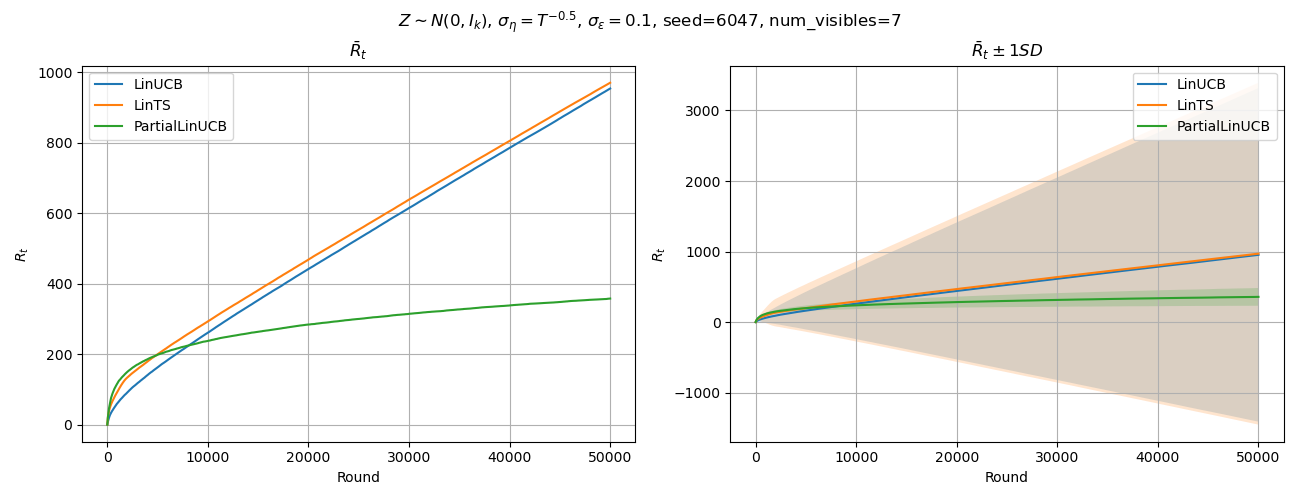 Z ∼ N(0, I_k), σ_η = T^{−0.5}, σ_ε = 0.1, seed=6047, num_visibles=7
R̄_t
1000
800
600
400
200
0
R_t
LinUCB
LinTS
PartialLinUCB
0 10000 20000 30000 40000 50000
Round
R̄_t ± 1SD
3000
2000
1000
0
−1000
R_t
LinUCB
LinTS
PartialLinUCB
0 10000 20000 30000 40000 50000
Round